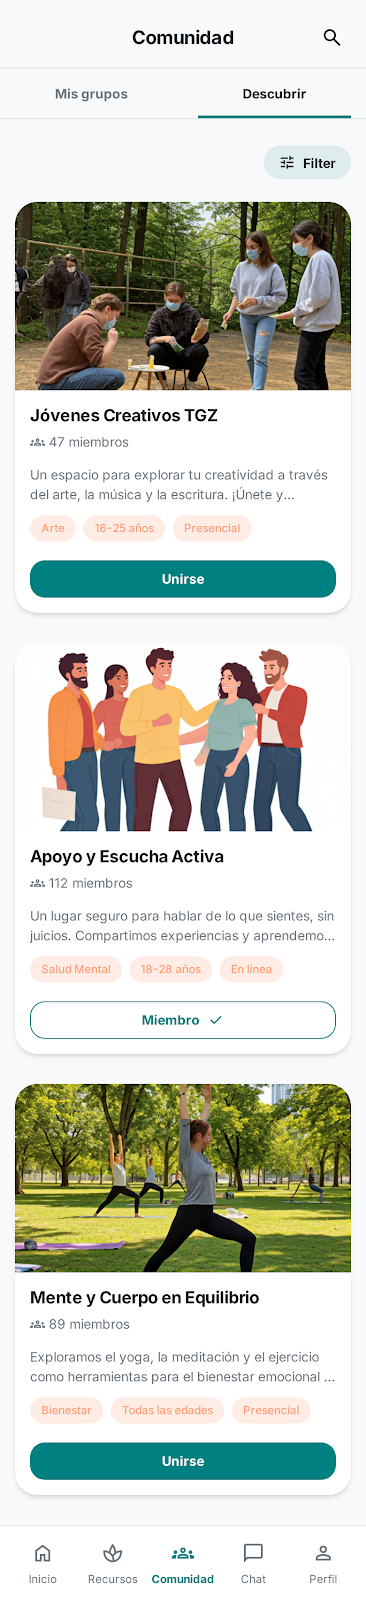 Comunidad
Mis grupos
Descubrir
Filter
Jóvenes Creativos TGZ
47 miembros
Un espacio para explorar tu creatividad a través
del arte, la música y la escritura. ¡Únete y...
Arte
16-25 años
Presencial
Unirse
Apoyo y Escucha Activa
112 miembros
Un lugar seguro para hablar de lo que sientes, sin
juicios. Compartimos experiencias y aprendemo...
Salud Mental
18-28 años
En línea
Miembro
Mente y Cuerpo en Equilibrio
89 miembros
Exploramos el yoga, la meditación y el ejercicio
como herramientas para el bienestar emocional ...
Bienestar
Todas las edades
Presencial
Unirse
Inicio
Recursos
Comunidad
Chat
Perfil